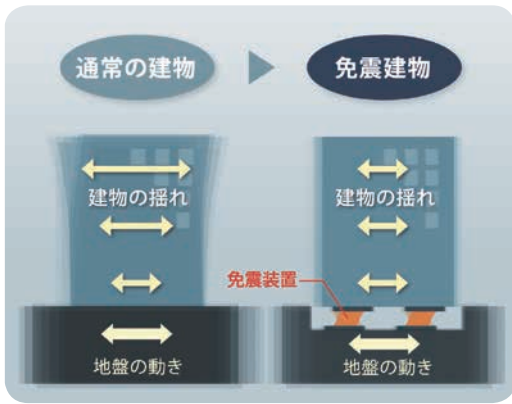 通常の建物
免震建物
建物の揺れ
建物の揺れ
免震装置
地盤の動き
地盤の動き